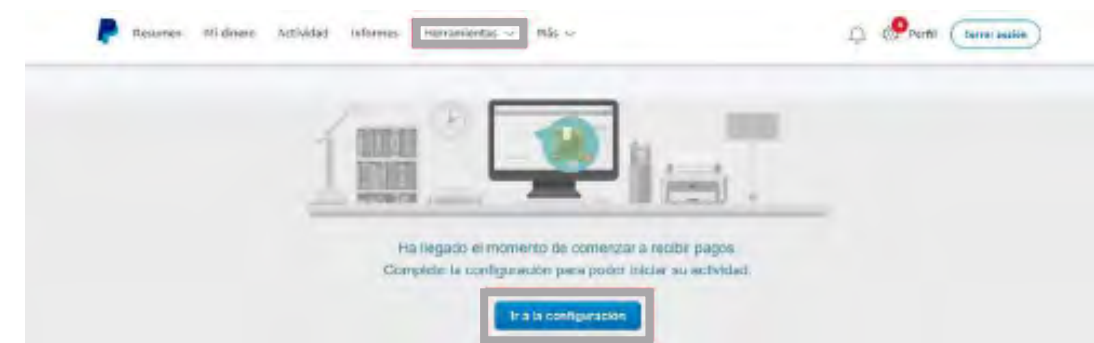 Resumen Mi dinero Actividad Informes Herramientas Más
Perfil Cerrar sesión
Ha llegado el momento de comenzar a recibir pagos
Complete la configuración para poder iniciar su actividad.
Ir a la configuración